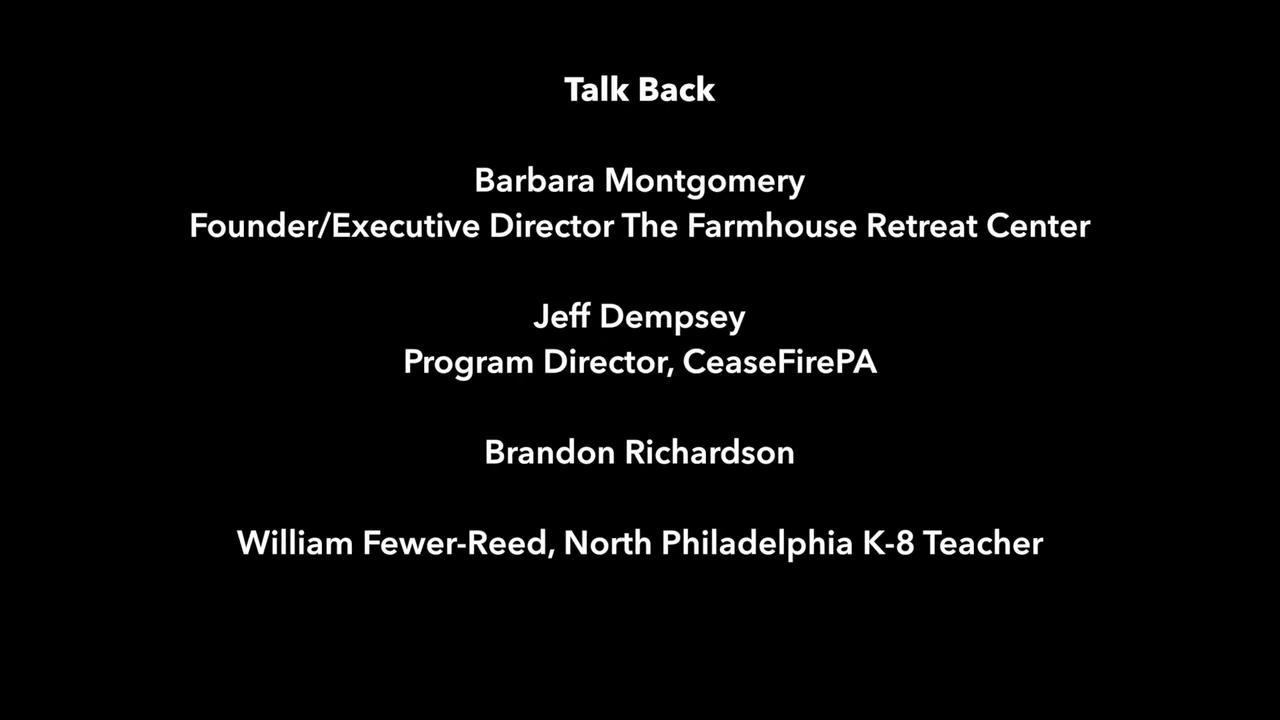 Talk Back
Barbara Montgomery
Founder/Executive Director The Farmhouse Retreat Center
Jeff Dempsey
Program Director, CeaseFirePA
Brandon Richardson
William Fewer-Reed, North Philadelphia K-8 Teacher